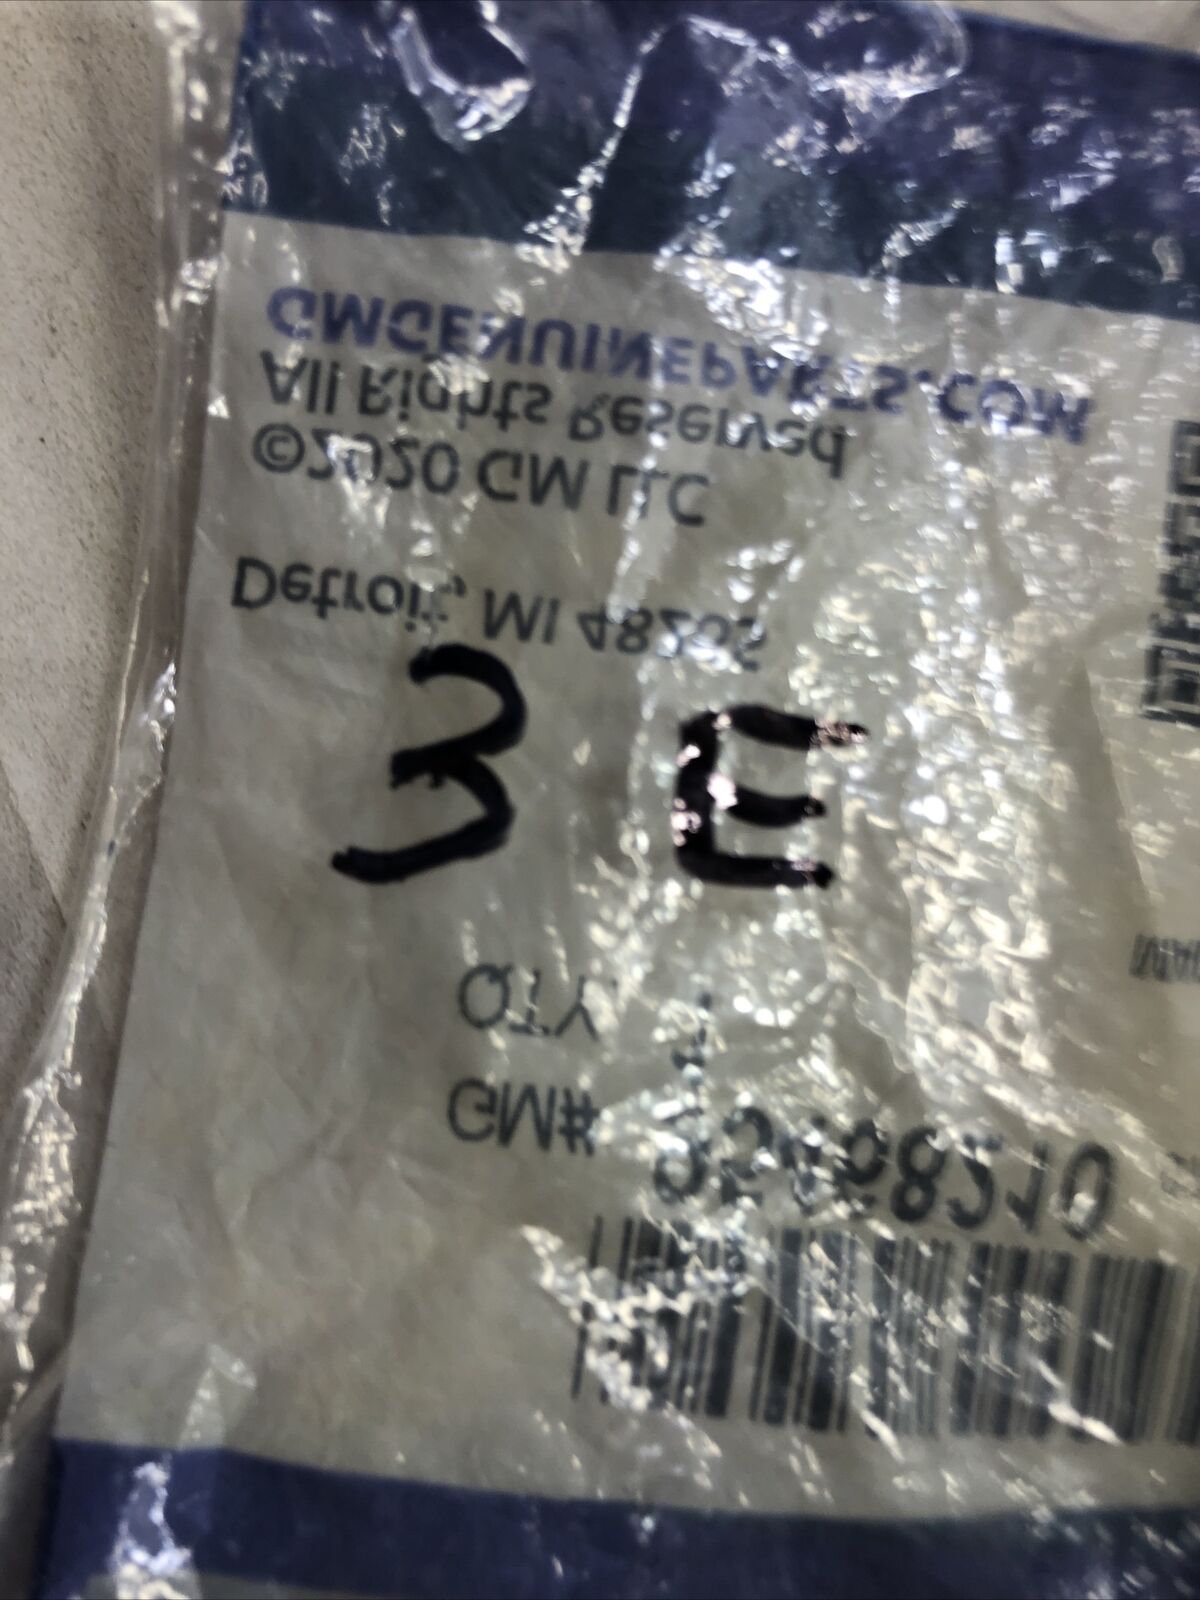 GM#
QTY
3 E
Detroit, MI 48265
©2020 GM LLC
All Rights Reserved
GMGENUINEPARTS.COM